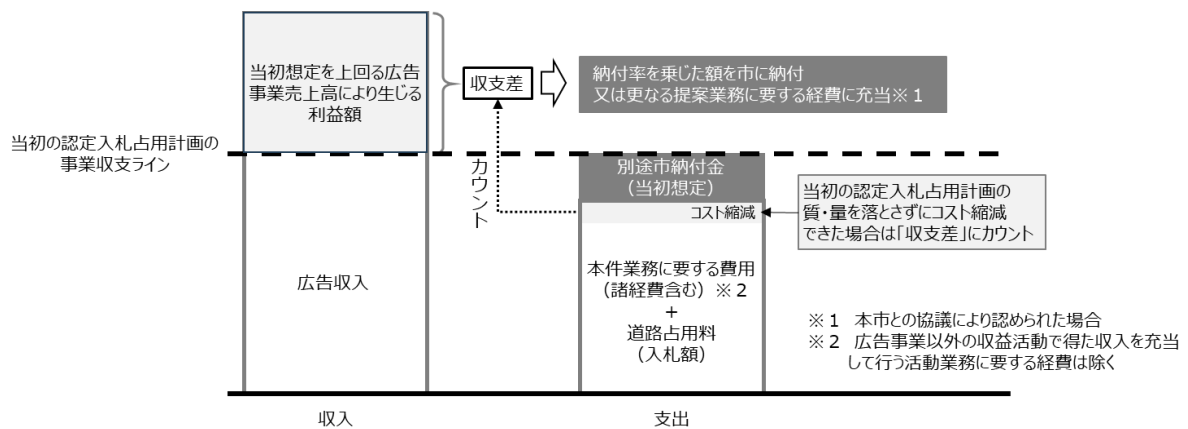 当初想定を上回る広告
事業売上高により生じる
利益額
収支差
納付率を乗じた額を市に納付
又は更なる提案業務に要する経費に充当※１
当初の認定入札占用計画の
事業収支ライン
カウント
別途市納付金
（当初想定）
コスト縮減
当初の認定入札占用計画の
質・量を落とさずにコスト縮減
できた場合は「収支差」にカウント
広告収入
本件業務に要する費用
（諸経費含む）※２
+
道路占用料
（入札額）
※１　本市との協議により認められた場合
※２　広告事業以外の収益活動で得た収入を充当
して行う活動業務に要する経費は除く
収入
支出